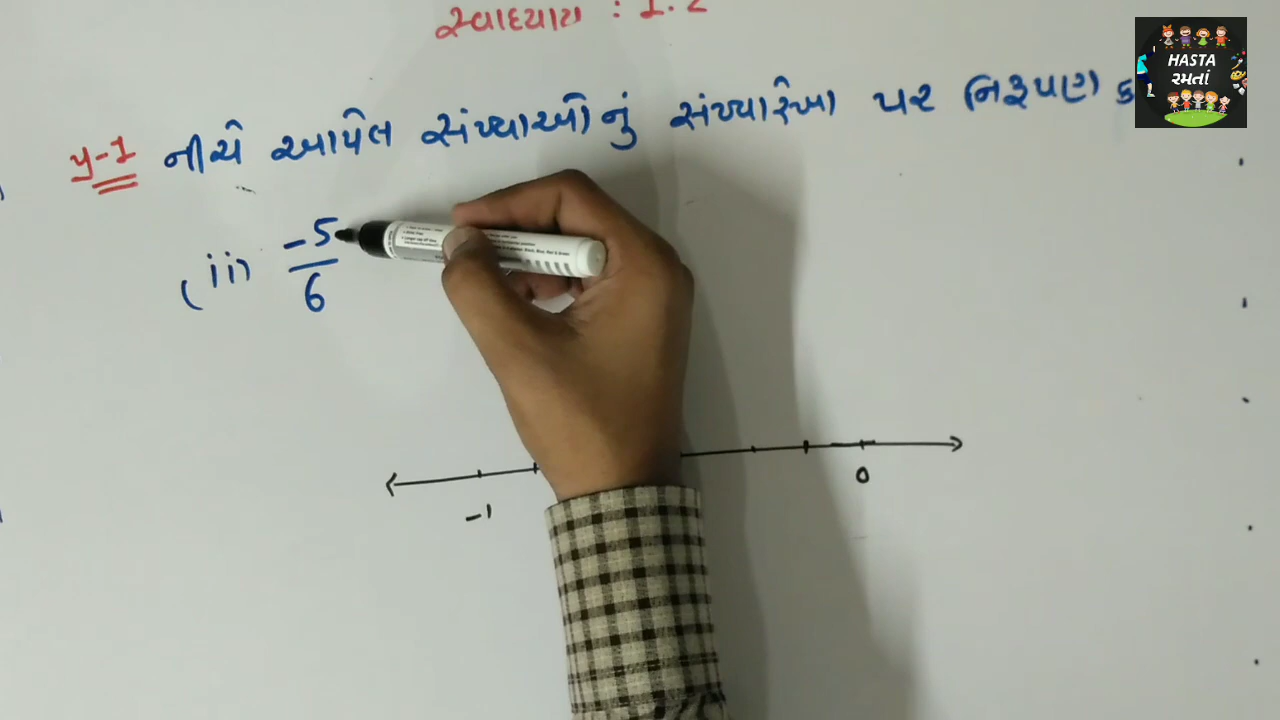 સ્વાધ્યાય : 1.2
પ્ર-1 નીચે આપેલ સંખ્યાઓનું સંખ્યારેખા પર નિરૂપણ ક
(ii) -5
6
-1 0
HASTA
રમતાં